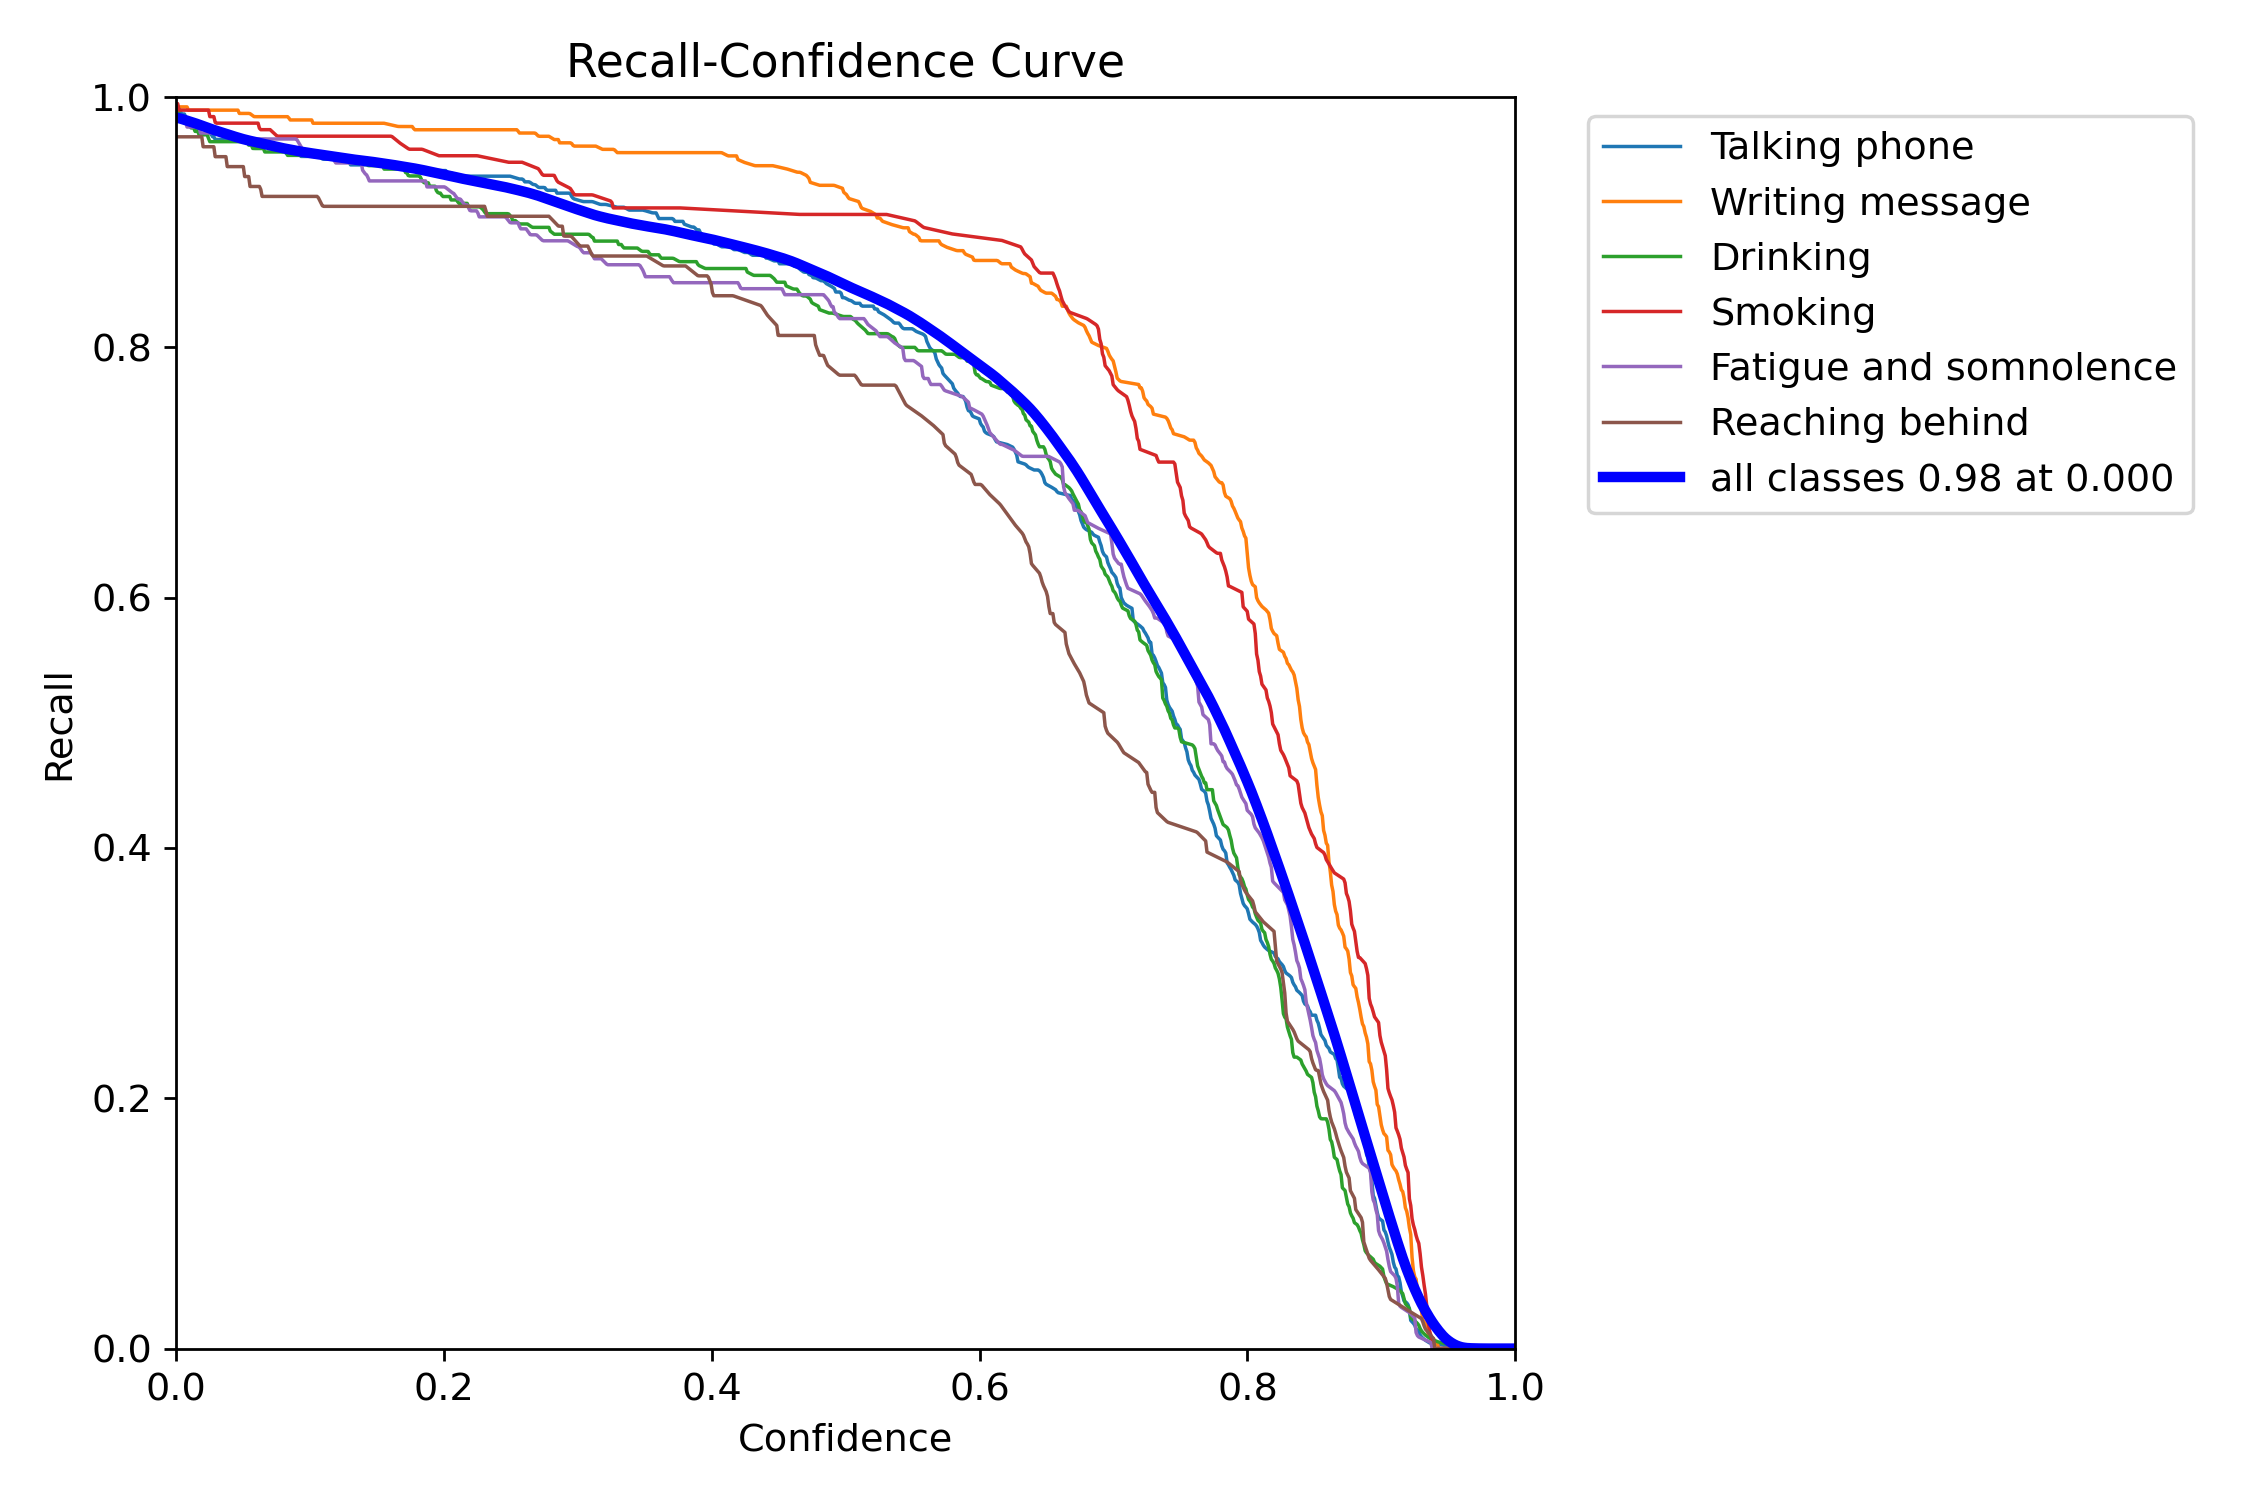 Recall-Confidence Curve
1.0
0.8
0.6
0.4
0.2
0.0
Recall
0.0 0.2 0.4 0.6 0.8 1.0
Confidence
Talking phone
Writing message
Drinking
Smoking
Fatigue and somnolence
Reaching behind
all classes 0.98 at 0.000